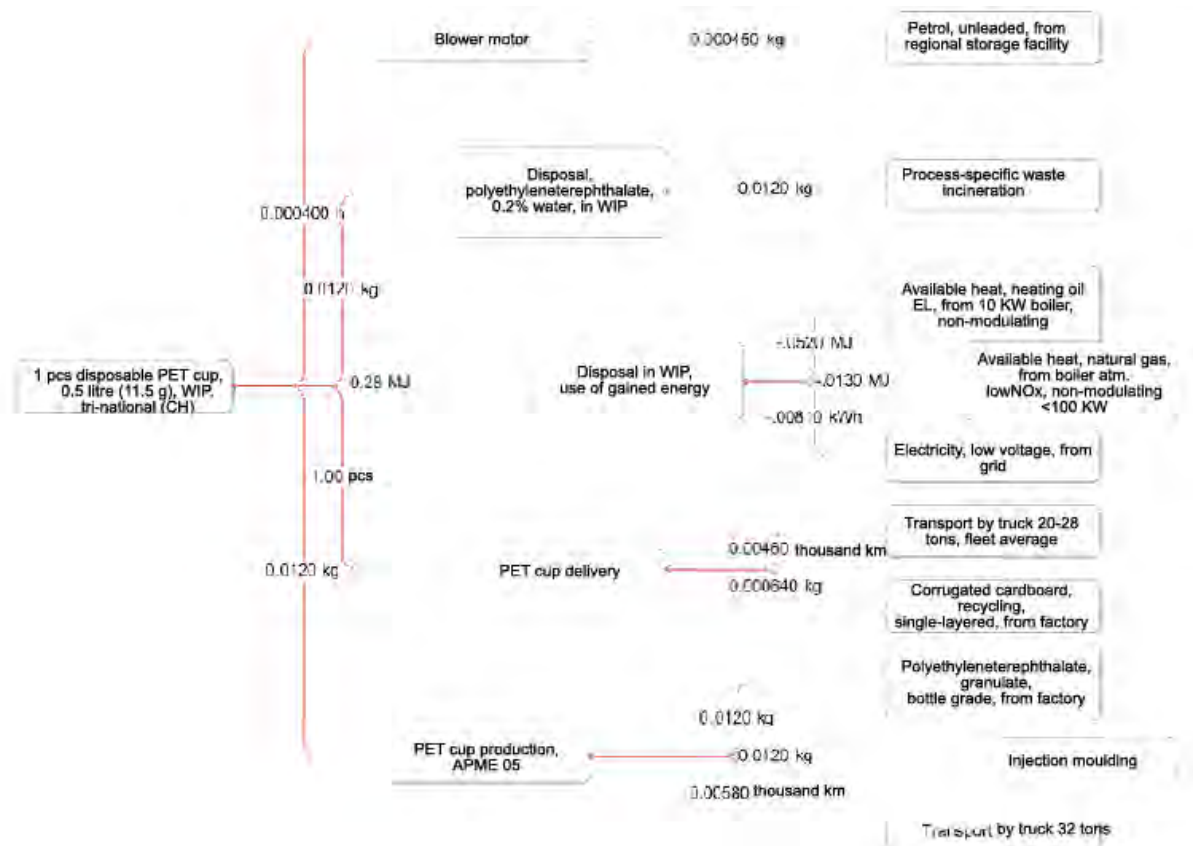 Blower motor
0.000450 kg
Petrol, unleaded, from
regional storage facility
Disposal,
polyethyleneterephthalate,
0.2% water, in WIP
0.0120 kg
Process-specific waste
incineration
0.000400 h
0.0120 kg
Available heat, heating oil
EL, from 10 KW boiler,
non-modulating
1 pcs disposable PET cup,
0.5 litre (11.5 g), WIP,
tri-national (CH)
0.28 MJ
Disposal in WIP,
use of gained energy
-.0520 MJ
-.0130 MJ
-.00810 kWh
Available heat, natural gas,
from boiler atm.
lowNOx, non-modulating
<100 KW
Electricity, low voltage, from
grid
1.00 pcs
0.0120 kg
PET cup delivery
0.00460 thousand km
0.000640 kg
Transport by truck 20-28
tons, fleet average
Corrugated cardboard,
recycling,
single-layered, from factory
Polyethyleneterephthalate,
granulate,
bottle grade, from factory
PET cup production,
APME 05
0.0120 kg
0.0120 kg
0.00580 thousand km
Injection moulding
Transport by truck 32 tons